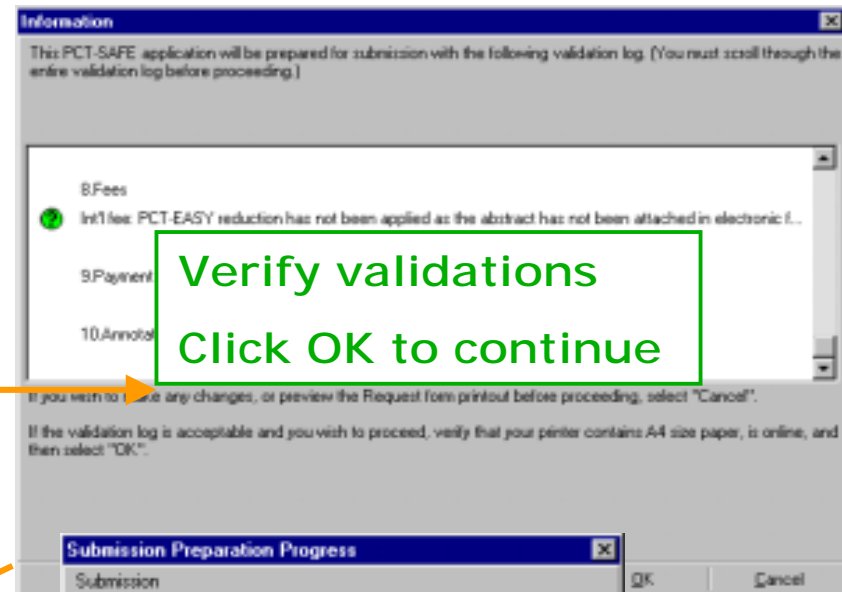 Information
This PCT-SAFE application will be prepared for submission with the following validation log. (You must scroll through the
entire validation log before proceeding.)
8.Fees
Int'l fee: PCT-EASY reduction has not been applied as the abstract has not been attached in electronic f...
9.Payment
10.Annotat
Verify validations
Click OK to continue
If you wish to make any changes, or preview the Request form printout before proceeding, select "Cancel".
If the validation log is acceptable and you wish to proceed, verify that your printer contains A4 size paper, is online, and
then select "OK".
Submission Preparation Progress
Submission
OK Cancel